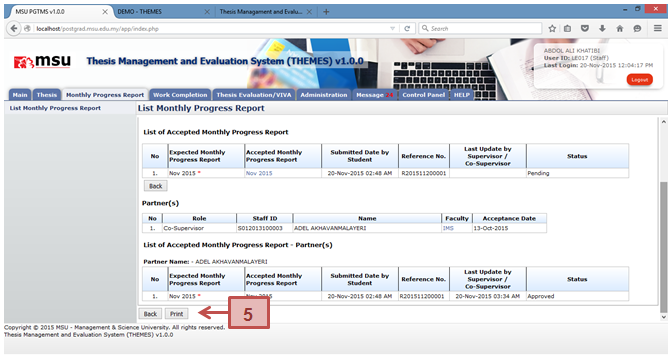 MSU PGTMS v1.0.0
DEMO - THEMES
Thesis Management and Evalu...
localhost/postgrad.msu.edu.my/app/index.php
Search
msu
Thesis Management and Evaluation System (THEMES) v1.0.0
ABDOL ALI KHATIBI
User ID: LE017 (Staff)
Last Login: 20-Nov-2015 12:04:17 PM
Logout
Main Thesis Monthly Progress Report Work Completion Thesis Evaluation/VIVA Administration Message Control Panel HELP
List Monthly Progress Report
List Monthly Progress Report
List of Accepted Monthly Progress Report
No Expected Monthly Progress Report Accepted Monthly Progress Report Submitted Date by Student Reference No. Last Update by Supervisor / Co-Supervisor Status
1. Nov 2015 * Nov 2015 20-Nov-2015 02:48 AM R201511200001 Pending
Back
Partner(s)
No Role Staff ID Name Faculty Acceptance Date
1. Co-Supervisor S012013100003 ADEL AKHAVANMALAYERI IMS 13-Oct-2015
List of Accepted Monthly Progress Report - Partner(s)
Partner Name: - ADEL AKHAVANMALAYERI
No Expected Monthly Progress Report Accepted Monthly Progress Report Submitted Date by Student Reference No. Last Update by Supervisor / Co-Supervisor Status
1. Nov 2015 * Nov 2015 20-Nov-2015 02:48 AM R201511200001 20-Nov-2015 03:34 AM Approved
Back Print
5
Copyright © 2015 MSU - Management & Science University. All rights reserved.
Thesis Management and Evaluation System (THEMES) v1.0.0